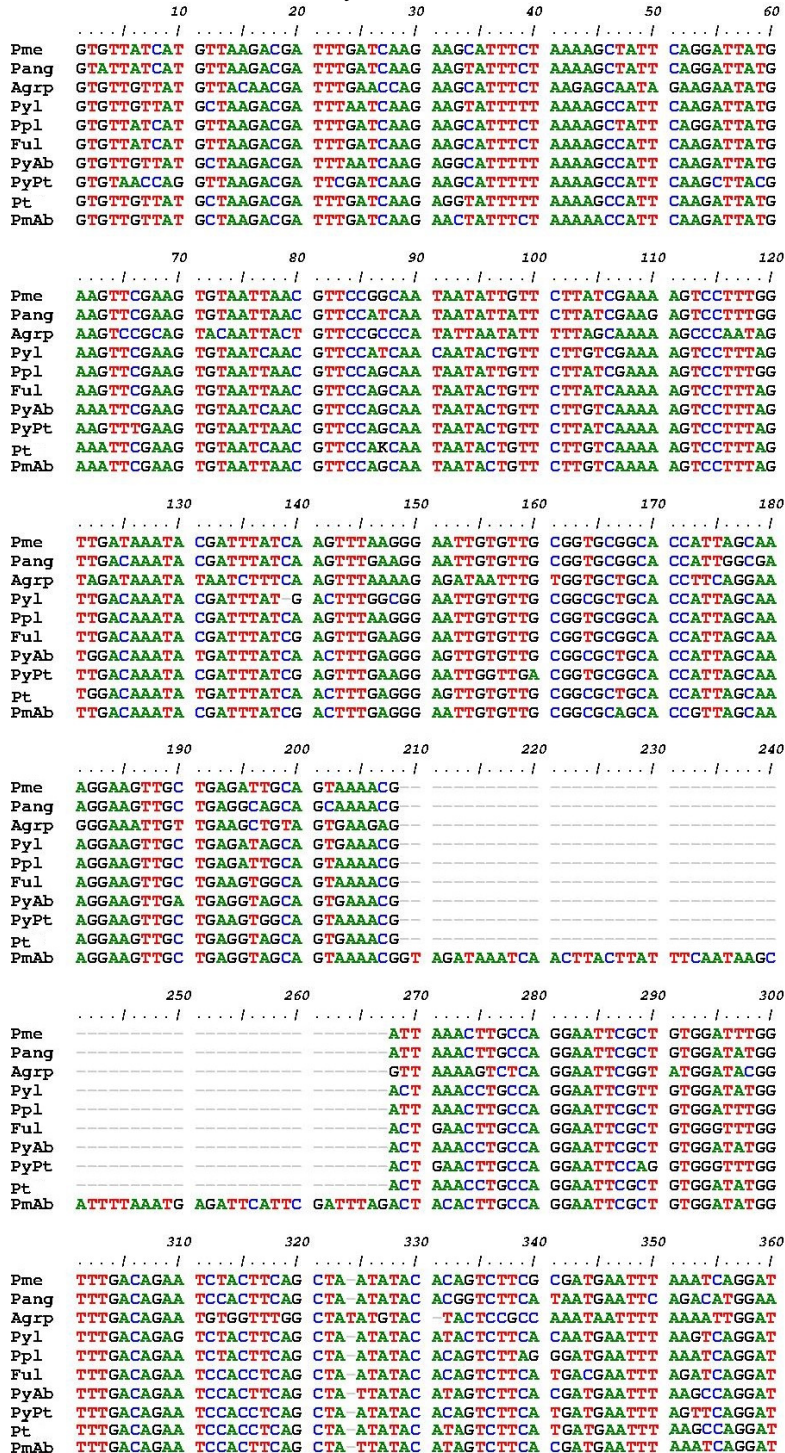 10 20 30 40 50 60
Pme GTGTTATCAT GTTAAGACGA TTTGATCAAG AAGCATTTCT AAAAGCTATT CAGGATTATG
Pang GTATTATCAT GTTAAGACGA TTTGATCAAG AAGTATTTCT AAAAGCTATT CAGGATTATG
Agrp GTGTTGTTAT GTTACAACGA TTTGAACCAG AAGCATTTCT AAGAGCAATA GAAGAATATG
Pyl GTGTTGTTAT GCTAAGACGA TTTAATCAAG AAGTATTTTT AAAAGCCATT CAAGATTATG
Ppl GTGTTATCAT GTTAAGACGA TTTGATCAAG AAGCATTTCT AAAAGCTATT CAGGATTATG
Ful GTGTTATCAT GTTAAGACGA TTTGATCAAG AAGCATTTCT AAAAGCCATT CAAGATTATG
PyAb GTGTTGTTAT GCTAAGACGA TTTAATCAAG AGGCATTTTT AAAAGCCATT CAAGATTATG
PyPt GTGTAACCAG GTTAAGACGA TTCGATCAAG AAGCATTTTT AAAAGCCATT CAAGCTTACG
Pt GTGTTGTTAT GCTAAGACGA TTTGATCAAG AGGTATTTTT AAAAGCCATT CAAGATTATG
PmAb GTGTTGTTAT GCTAAGACGA TTTGATCAAG AACTATTTCT AAAAACCATT CAAGATTATG
70 80 90 100 110 120
Pme AAGTTCGAAG TGTAATTAAC GTTCCGGCAA TAATATTGTT CTTATCGAAA AGTCCTTTGG
Pang AAGTTCGAAG TGTAATTAAC GTTCCATCAA TAATATTATT CTTATCGAAG AGTCCTTTGG
Agrp AAGTCCGCAG TACAATTACT GTTCCGCCCA TATTAATATT TTTAGCAAAA AGCCCAATAG
Pyl AAGTTCGAAG TGTAATCAAC GTTCCATCAA CAATACTGTT CTTGTCGAAA AGTCCTTTAG
Ppl AAGTTCGAAG TGTAATTAAC GTTCCAGCAA TAATATTGTT CTTATCGAAA AGTCCTTTGG
Ful AAGTTCGAAG TGTAATTAAC GTTCCAGCAA TAATACTGTT CTTATCAAAA AGTCCTTTAG
PyAb AAATTCGAAG TGTAATCAAC GTTCCAGCAA TAATACTGTT CTTGTCAAAA AGTCCTTTAG
PyPt AAGTTTGAAG TGTAATTAAC GTTCCAGCAA TAATACTGTT CTTATCAAAA AGTCCTTTAG
Pt AAATTCGAAG TGTAATCAAC GTTCCAKCAA TAATACTGTT CTTGTCAAAA AGTCCTTTAG
PmAb AAATTCGAAG TGTAATTAAC GTTCCAGCAA TAATACTGTT CTTGTCAAAA AGTCCTTTAG
130 140 150 160 170 180
Pme TTGATAAATA CGATTTATCA AGTTTAAGGG AATTGTGTTG CGGTGCGGCA CCATTAGCAA
Pang TTGACAAATA CGATTTATCA AGTTTGAAGG AATTGTGTTG CGGTGCGGCA CCATTGGCGA
Agrp TAGATAAATA TAATCTTTCA AGTTTAAAAG AGATAATTTG TGGTGCTGCA CCTTCAGGAA
Pyl TTGACAAATA CGATTTAT-G ACTTTGGCGG AATTGTGTTG CGGCGCTGCA CCATTAGCAA
Ppl TTGACAAATA CGATTTATCA AGTTTAAGGG AATTGTGTTG CGGTGCGGCA CCATTAGCAA
Ful TTGACAAATA CGATTTATCG AGTTTGAAGG AATTGTGTTG CGGTGCGGCA CCATTAGCAA
PyAb TGGACAAATA TGATTTATCA ACTTTGAGGG AGTTGTGTTG CGGCGCTGCA CCATTAGCAA
PyPt TTGACAAATA CGATTTATCG AGTTTGAAGG AATTGGTTGA CGGTGCGGCA CCATTAGCAA
Pt TGGACAAATA TGATTTATCA ACTTTGAGGG AGTTGTGTTG CGGCGCTGCA CCATTAGCAA
PmAb TTGACAAATA CGATTTATCG ACTTTGAGGG AATTGTGTTG CGGCGCAGCA CCGTTAGCAA
190 200 210 220 230 240
Pme AGGAAGTTGC TGAGATTGCA GTAAAACG-- ---------- ---------- ----------
Pang AGGAAGTTGC TGAGGCAGCA GCAAAACG-- ---------- ---------- ----------
Agrp GGGAAATTGT TGAAGCTGTA GTGAAGAG-- ---------- ---------- ----------
Pyl AGGAAGTTGC TGAGATAGCA GTGAAACG-- ---------- ---------- ----------
Ppl AGGAAGTTGC TGAGATTGCA GTAAAACG-- ---------- ---------- ----------
Ful AGGAAGTTGC TGAAGTGGCA GTAAAACG-- ---------- ---------- ----------
PyAb AGGAAGTTGA TGAGGTAGCA GTGAAACG-- ---------- ---------- ----------
PyPt AGGAAGTTGC TGAAGTGGCA GTAAAACG-- ---------- ---------- ----------
Pt AGGAAGTTGC TGAGGTAGCA GTGAAACG-- ---------- ---------- ----------
PmAb AGGAAGTTGC TGAGGTAGCA GTAAAACGGT AGATAAATCA ACTTACTTAT TTCAATAAGC
250 260 270 280 290 300
Pme ---------- ---------- -------ATT AAACTTGCCA GGAATTCGCT GTGGATTTGG
Pang ---------- ---------- -------ATT AAACTTGCCA GGAATTCGCT GTGGATATGG
Agrp ---------- ---------- -------GTT AAAAGTCTCA GGAATTCGGT ATGGATACGG
Pyl ---------- ---------- -------ACT AAACCTGCCA GGAATTCGTT GTGGATATGG
Ppl ---------- ---------- -------ATT AAACTTGCCA GGAATTCGCT GTGGATTTGG
Ful ---------- ---------- -------ACT GAACTTGCCA GGAATTCGCT GTGGGTTTGG
PyAb ---------- ---------- -------ACT AAACCTGCCA GGAATTCGCT GTGGATATGG
PyPt ---------- ---------- -------ACT GAACTTGCCA GGAATTCCAG GTGGGTTTGG
Pt ---------- ---------- -------ACT AAACCTGCCA GGAATTCGCT GTGGATATGG
PmAb ATTTTAAATG AGATTCATTC GATTTAGACT ACACTTGCCA GGAATTCGCT GTGGATATGG
310 320 330 340 350 360
Pme TTTGACAGAA TCTACTTCAG CTA-ATATAC ACAGTCTTCG CGATGAATTT AAATCAGGAT
Pang TTTGACAGAA TCCACTTCAG CTA-ATATAC ACGGTCTTCA TAATGAATTC AGACATGGAA
Agrp TTTGACAGAA TGTGGTTTGG CTATATGTAC -TACTCCGCC AAATAATTTT AAAATTGGAT
Pyl TTTGACAGAG TCTACTTCAG CTA-ATATAC ATACTCTTCA CAATGAATTT AAGTCAGGAT
Ppl TTTGACAGAA TCTACTTCAG CTA-ATATAC ACAGTCTTAG GGATGAATTT AAATCAGGAT
Ful TTTGACAGAA TCCACCTCAG CTA-ATATAC ACAGTCTTCA TGACGAATTT AGATCAGGAT
PyAb TTTGACAGAA TCCACTTCAG CTA-TTATAC ATAGTCTTCA CGATGAATTT AAGCCAGGAT
PyPt TTTGACAGAA TCCACCTCAG CTA-ATATAC ACAGTCTTCA TGATGAATTT AGTTCAGGAT
Pt TTTGACAGAA TCCACTTCAG CTA-ATATAC ATAGTCTTCA CGATGAATTT AAGCCAGGAT
PmAb TTTGACAGAA TCCACTTCAG CTA-ATATAC ATAGTCTTCA CGATGAATTT AAATCAGGAT